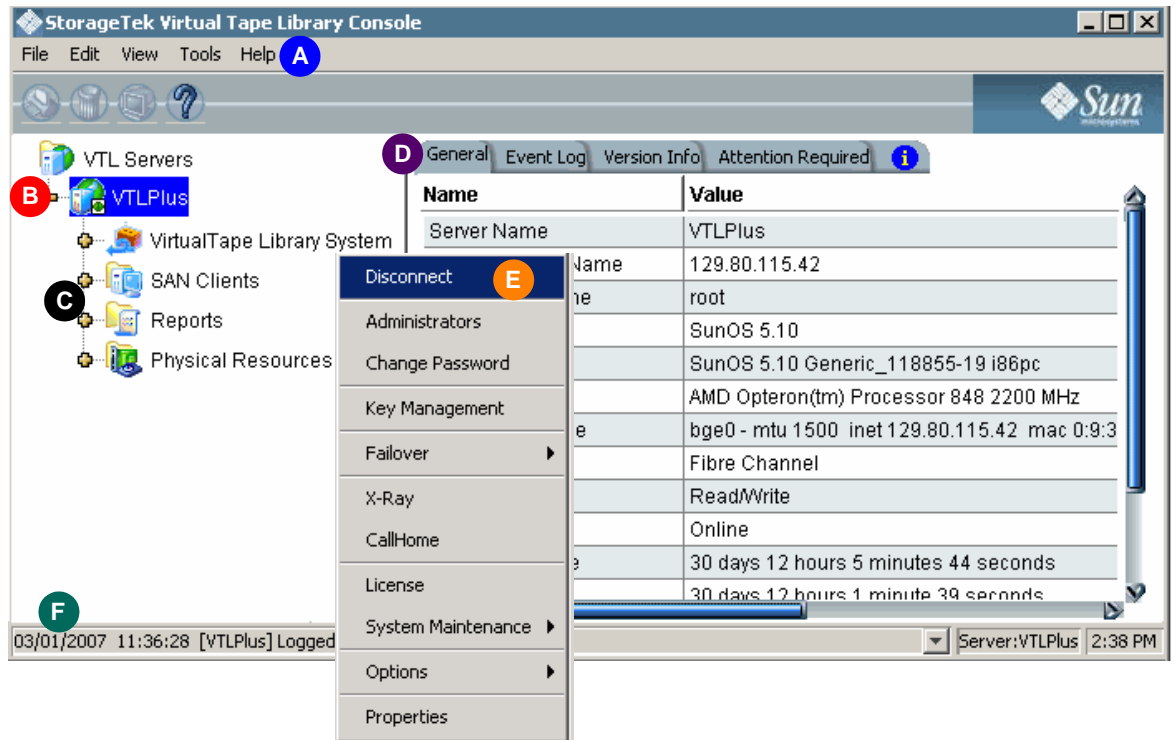 StorageTek Virtual Tape Library Console
File Edit View Tools Help A
Sun
microsystems
VTL Servers
B VTLPlus
VirtualTape Library System
SAN Clients
C
Reports
Physical Resources
D General Event Log Version Info Attention Required i
Name Value
Server Name VTLPlus
Name 129.80.115.42
root
SunOS 5.10
SunOS 5.10 Generic_118855-19 i86pc
AMD Opteron(tm) Processor 848 2200 MHz
e bge0 - mtu 1500 inet 129.80.115.42 mac 0:9:3
Fibre Channel
Read/Write
Online
30 days 12 hours 5 minutes 44 seconds
30 days 12 hours 1 minute 39 seconds
Disconnect E
Administrators
Change Password
Key Management
Failover
X-Ray
CallHome
License
System Maintenance
Options
Properties
F
03/01/2007 11:36:28 [VTLPlus] Logged
Server:VTLPlus 2:38 PM